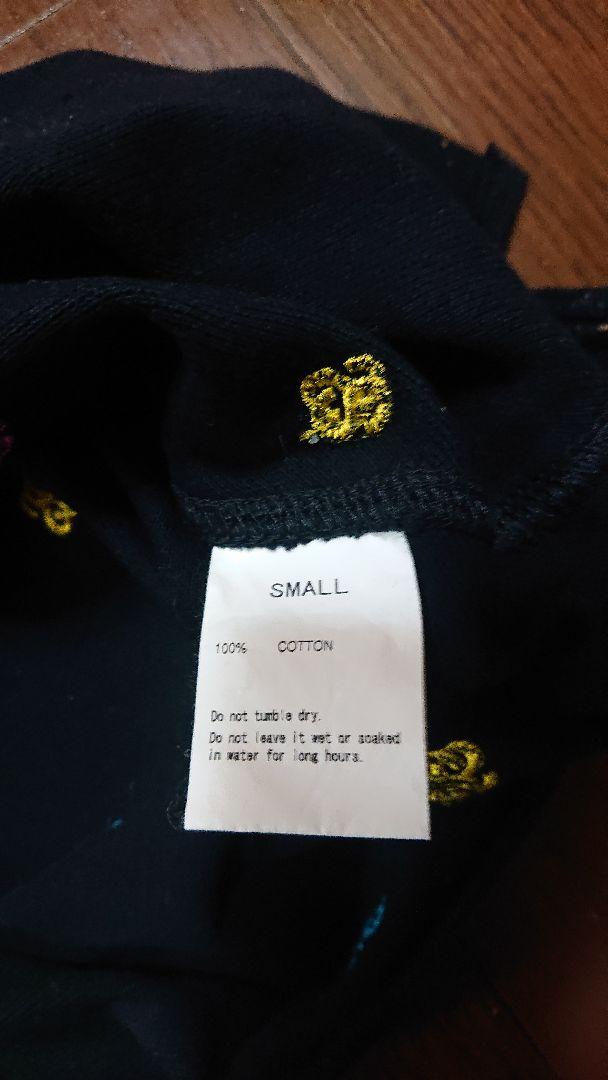 SMALL
100% COTTON
Do not tumble dry.
Do not leave it wet or soaked
in water for long hours.